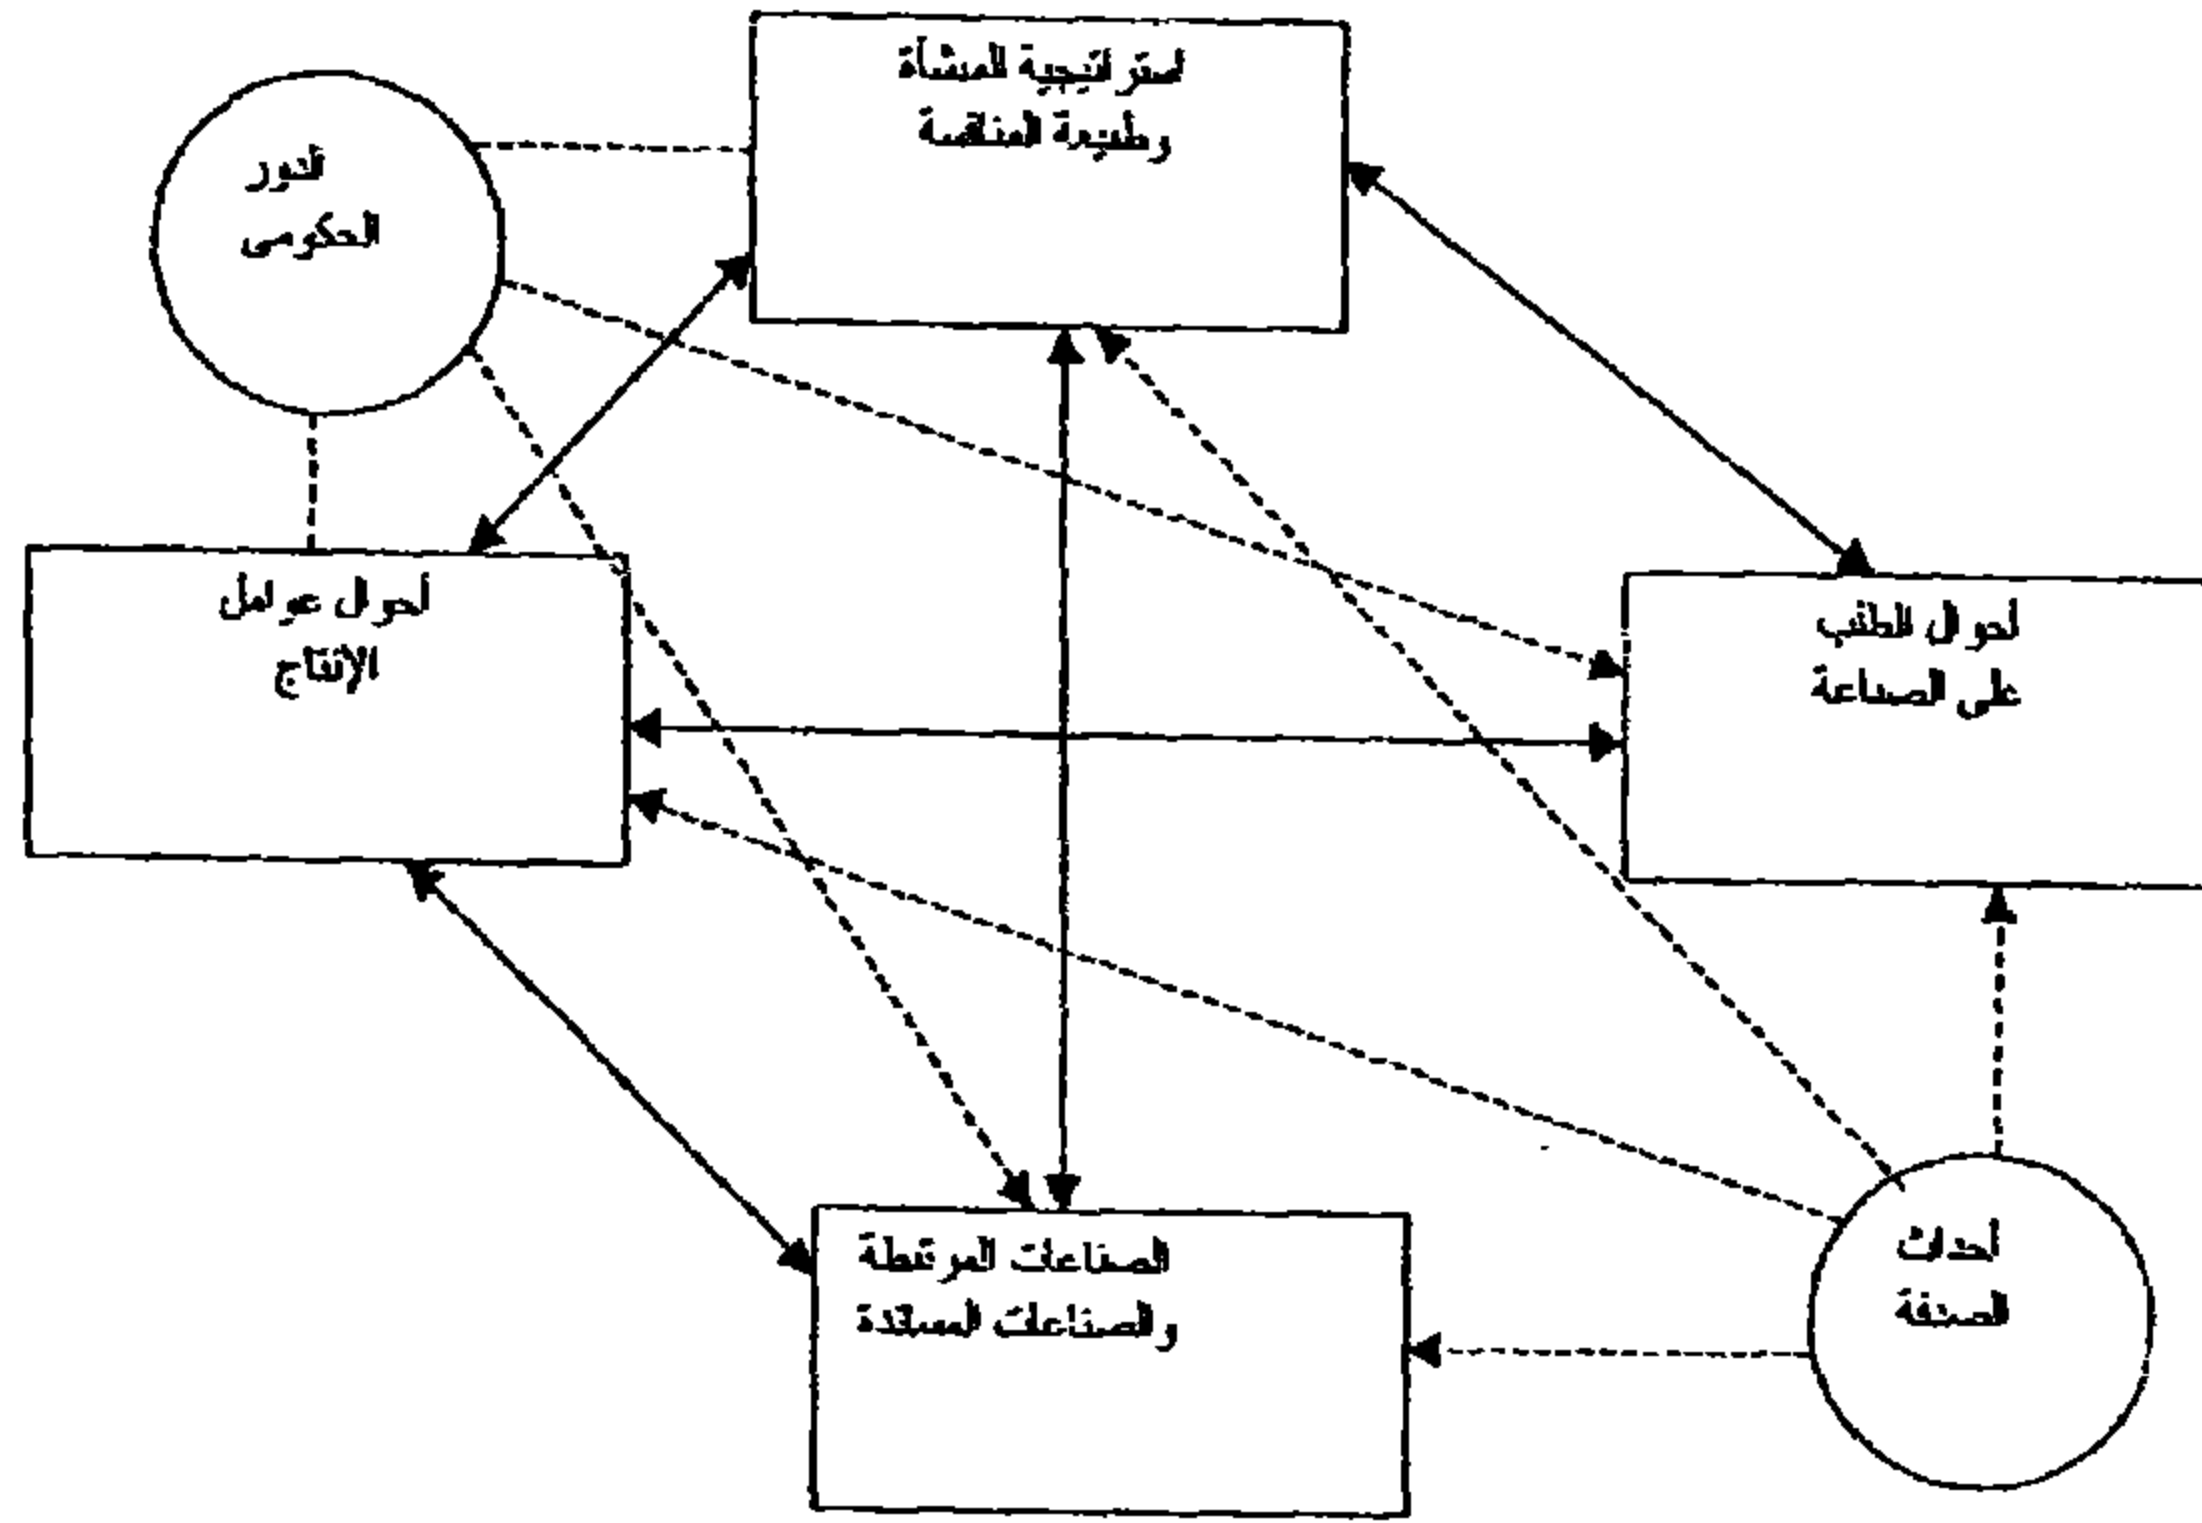 استراتيجية المنشأة
وطبيعة المنافسة
الدور
الحكومى
أحوال عوامل
الإنتاج
أحوال الطلب
على الصناعة
الصناعات المرتبطة
والصناعات المساندة
أحداث
الصدفة